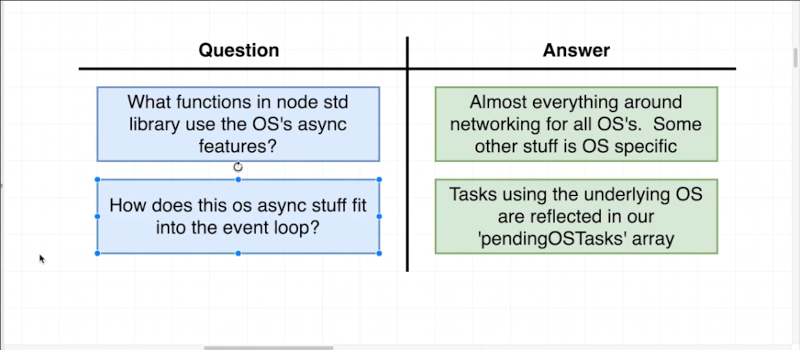 Question
Answer
What functions in node std
library use the OS's async
features?
Almost everything around
networking for all OS's.  Some
other stuff is OS specific
How does this os async stuff fit
into the event loop?
Tasks using the underlying OS
are reflected in our
'pendingOSTasks' array